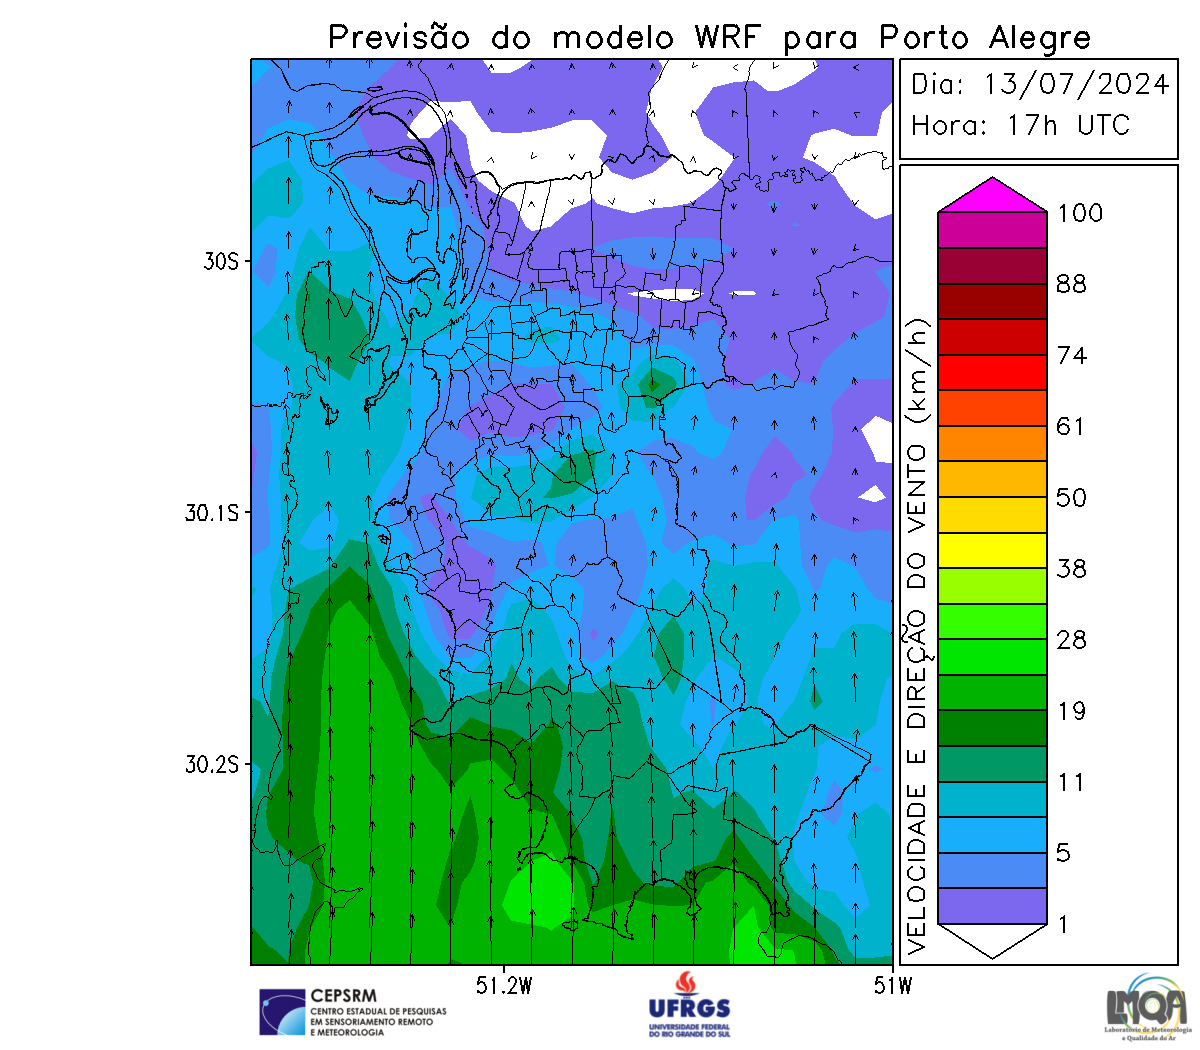 Previsão do modelo WRF para Porto Alegre
Dia: 13/07/2024
Hora: 17h UTC
30S
30.1S
30.2S
51.2W
51W
VELOCIDADE E DIREÇÃO DO VENTO (km/h)
100
88
74
61
50
38
28
19
11
5
1
CEPSRM
CENTRO ESTADUAL DE PESQUISAS
EM SENSORIAMENTO REMOTO
E METEOROLOGIA
UFRGS
UNIVERSIDADE FEDERAL
DO RIO GRANDE DO SUL
LMQA
Laboratório de Meteorologia
e Qualidade do Ar